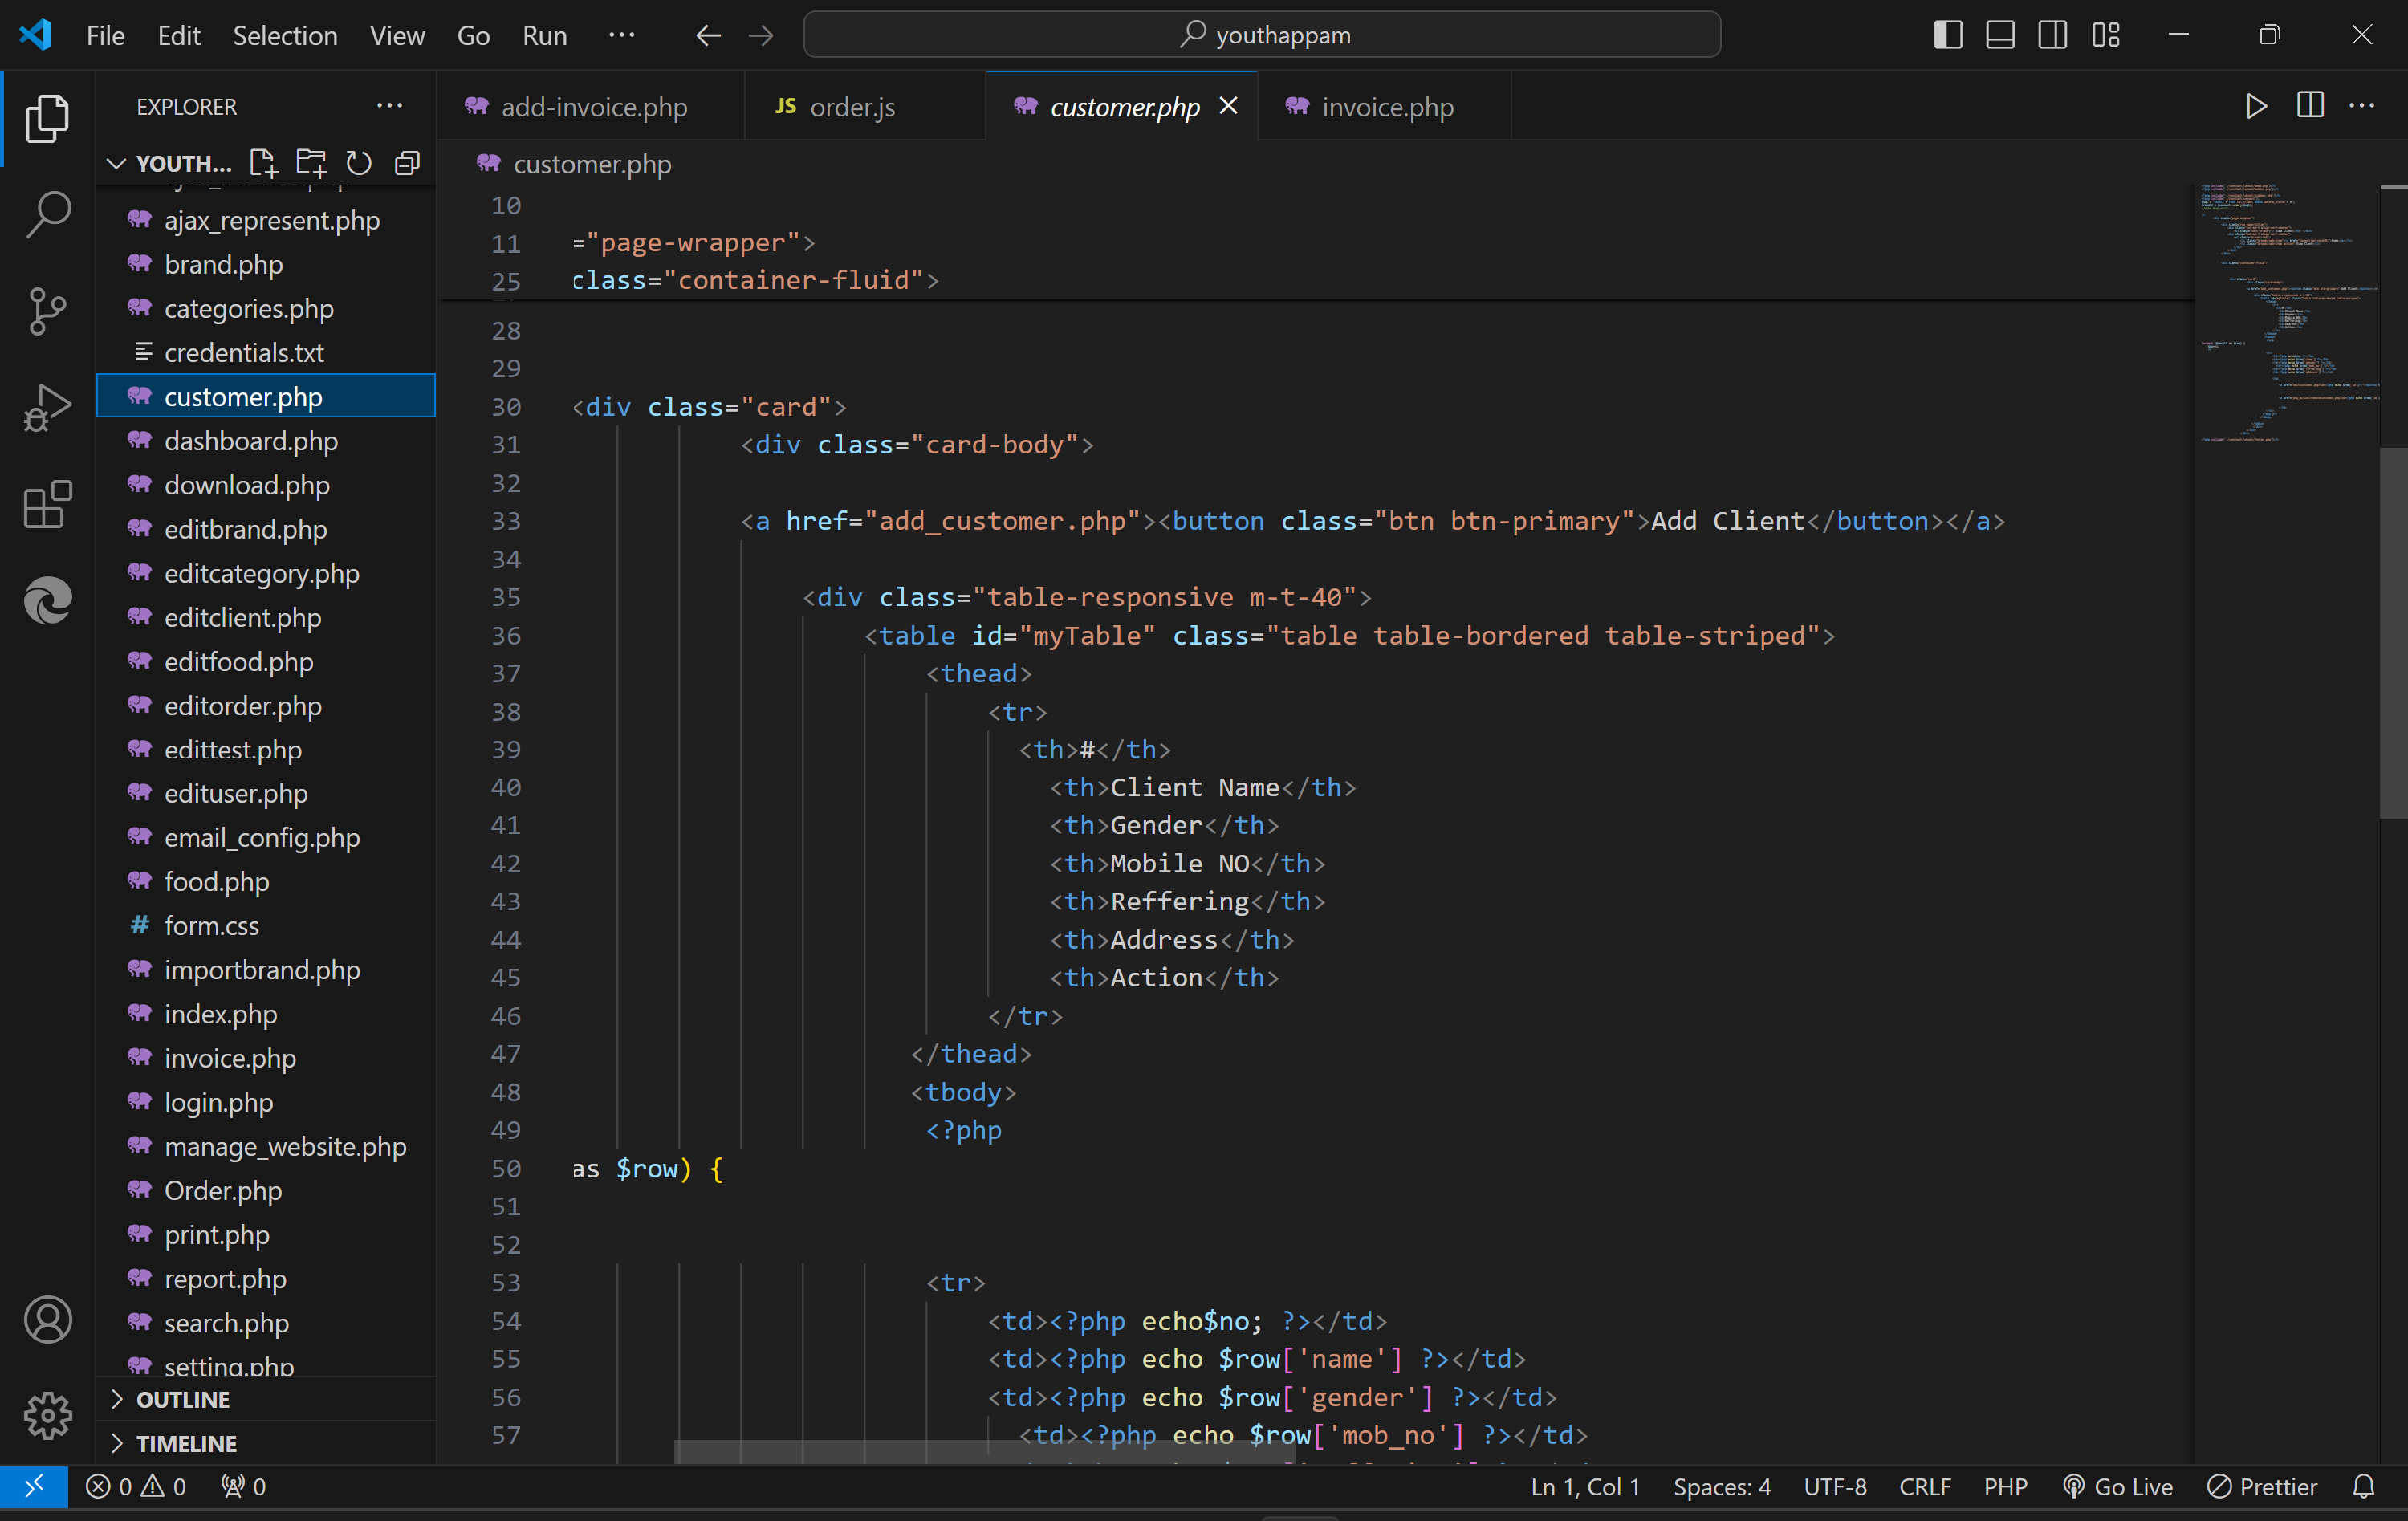 File Edit Selection View Go Run ··· youthappam
EXPLORER
YOUTH...
ajax_represent.php
brand.php
categories.php
credentials.txt
customer.php
dashboard.php
download.php
editbrand.php
editcategory.php
editclient.php
editfood.php
editorder.php
edittest.php
edituser.php
email_config.php
food.php
# form.css
importbrand.php
index.php
invoice.php
login.php
manage_website.php
Order.php
print.php
report.php
search.php
setting.php
OUTLINE
TIMELINE
add-invoice.php JS order.js customer.php invoice.php
customer.php
10
11 ="page-wrapper">
25 class="container-fluid">
28
29
30 <div class="card">
31 <div class="card-body">
32
33 <a href="add_customer.php"><button class="btn btn-primary">Add Client</button></a>
34
35 <div class="table-responsive m-t-40">
36 <table id="myTable" class="table table-bordered table-striped">
37 <thead>
38 <tr>
39 <th>#</th>
40 <th>Client Name</th>
41 <th>Gender</th>
42 <th>Mobile NO</th>
43 <th>Reffering</th>
44 <th>Address</th>
45 <th>Action</th>
46 </tr>
47 </thead>
48 <tbody>
49 <?php
50 as $row) {
51
52
53 <tr>
54 <td><?php echo$no; ?></td>
55 <td><?php echo $row['name'] ?></td>
56 <td><?php echo $row['gender'] ?></td>
57 <td><?php echo $row['mob_no'] ?></td>
0 0 0 Ln 1, Col 1 Spaces: 4 UTF-8 CRLF PHP Go Live Prettier